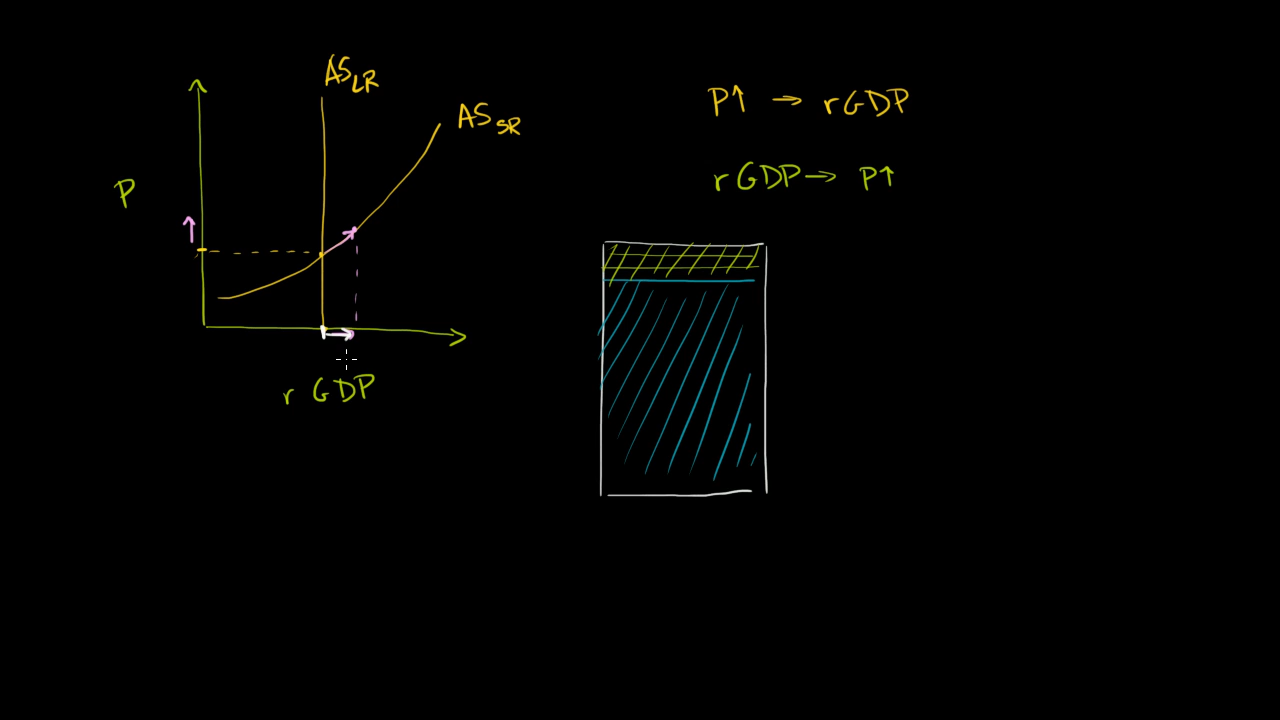 AS_LR
AS_SR
P
r GDP
P↑ → rGDP
rGDP → P↑